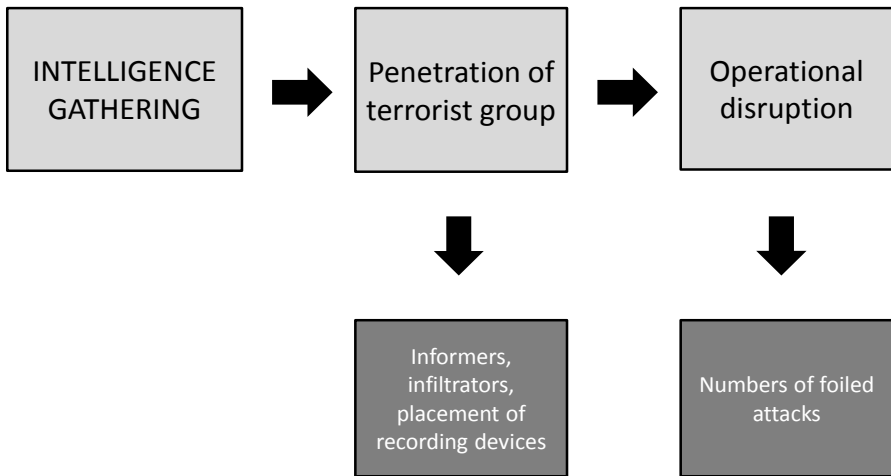 INTELLIGENCE
GATHERING
Penetration of
terrorist group
Operational
disruption
Informers,
infiltrators,
placement of
recording devices
Numbers of foiled
attacks